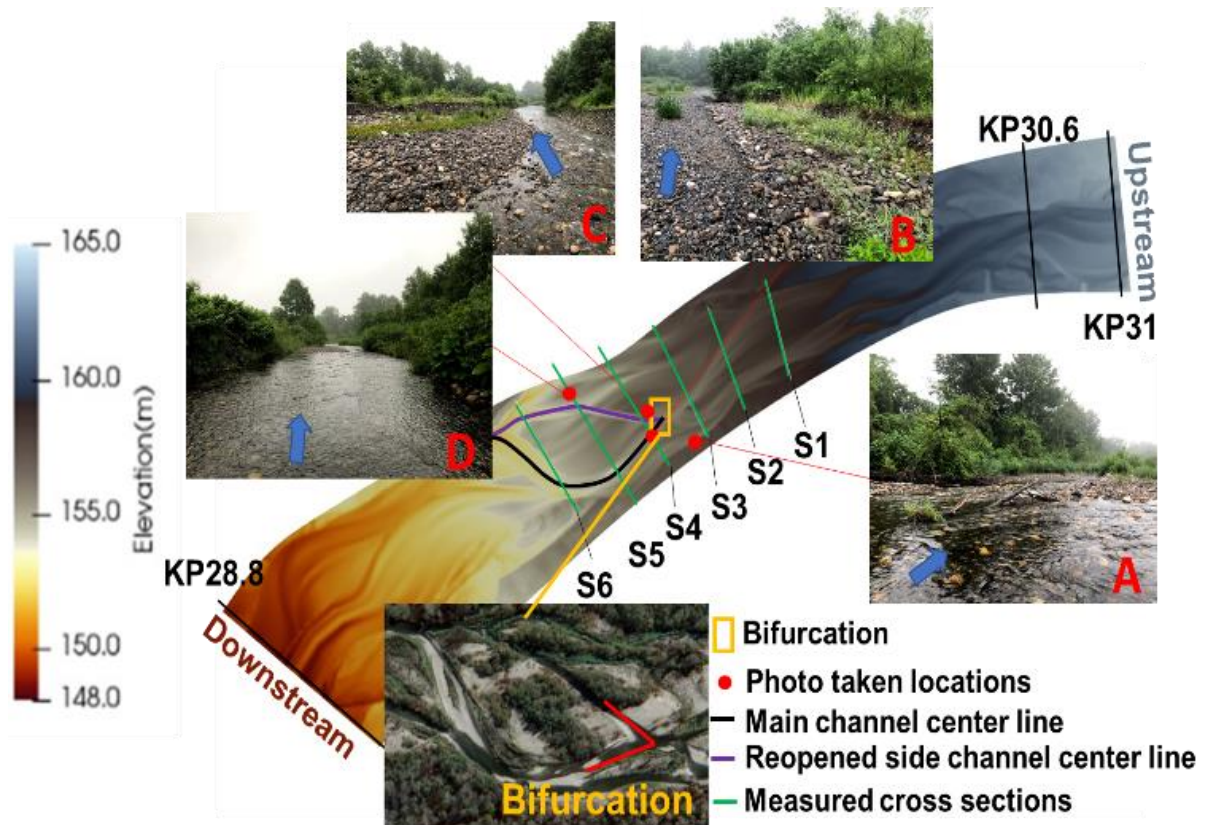 C
B
KP30.6
Upstream
KP31
165.0
160.0
155.0
150.0
148.0
Elevation(m)
D
A
S1
S2
S3
S4
S5
S6
KP28.8
Downstream
Bifurcation
Bifurcation
Photo taken locations
Main channel center line
Reopened side channel center line
Measured cross sections